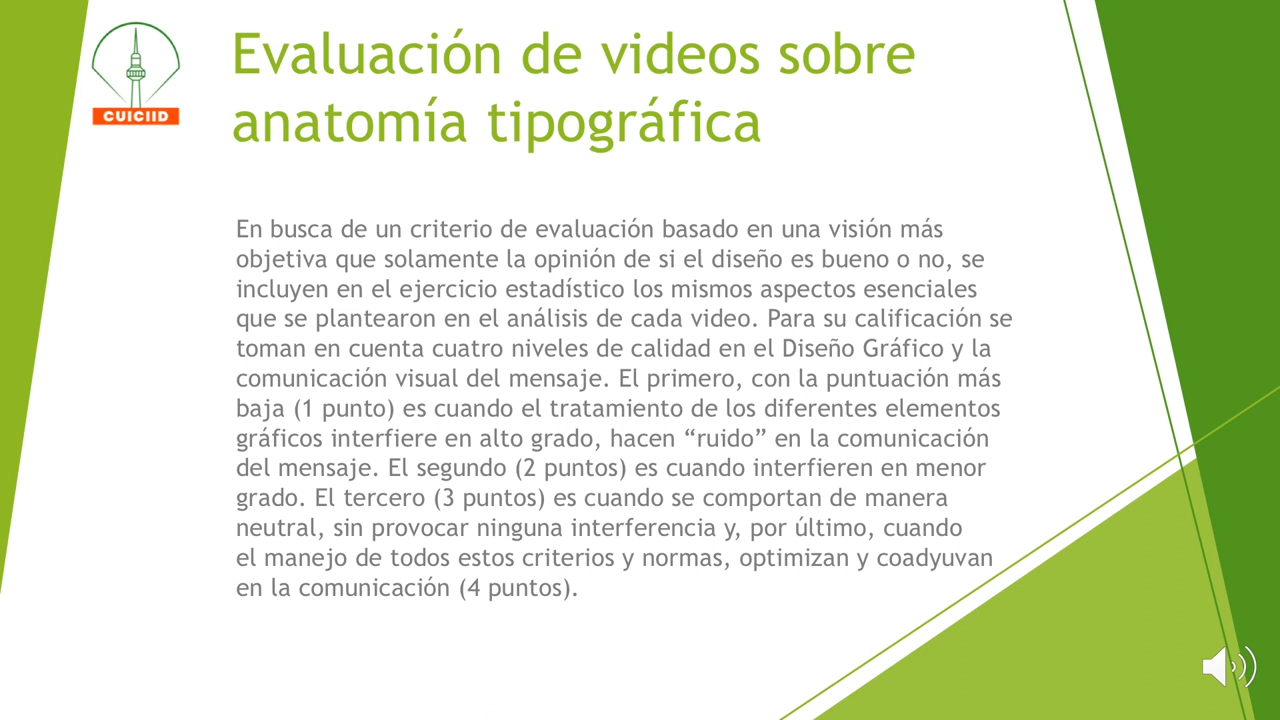 CUICIID
Evaluación de videos sobre
anatomía tipográfica
En busca de un criterio de evaluación basado en una visión más
objetiva que solamente la opinión de si el diseño es bueno o no, se
incluyen en el ejercicio estadístico los mismos aspectos esenciales
que se plantearon en el análisis de cada video. Para su calificación se
toman en cuenta cuatro niveles de calidad en el Diseño Gráfico y la
comunicación visual del mensaje. El primero, con la puntuación más
baja (1 punto) es cuando el tratamiento de los diferentes elementos
gráficos interfiere en alto grado, hacen “ruido” en la comunicación
del mensaje. El segundo (2 puntos) es cuando interfieren en menor
grado. El tercero (3 puntos) es cuando se comportan de manera
neutral, sin provocar ninguna interferencia y, por último, cuando
el manejo de todos estos criterios y normas, optimizan y coadyuvan
en la comunicación (4 puntos).